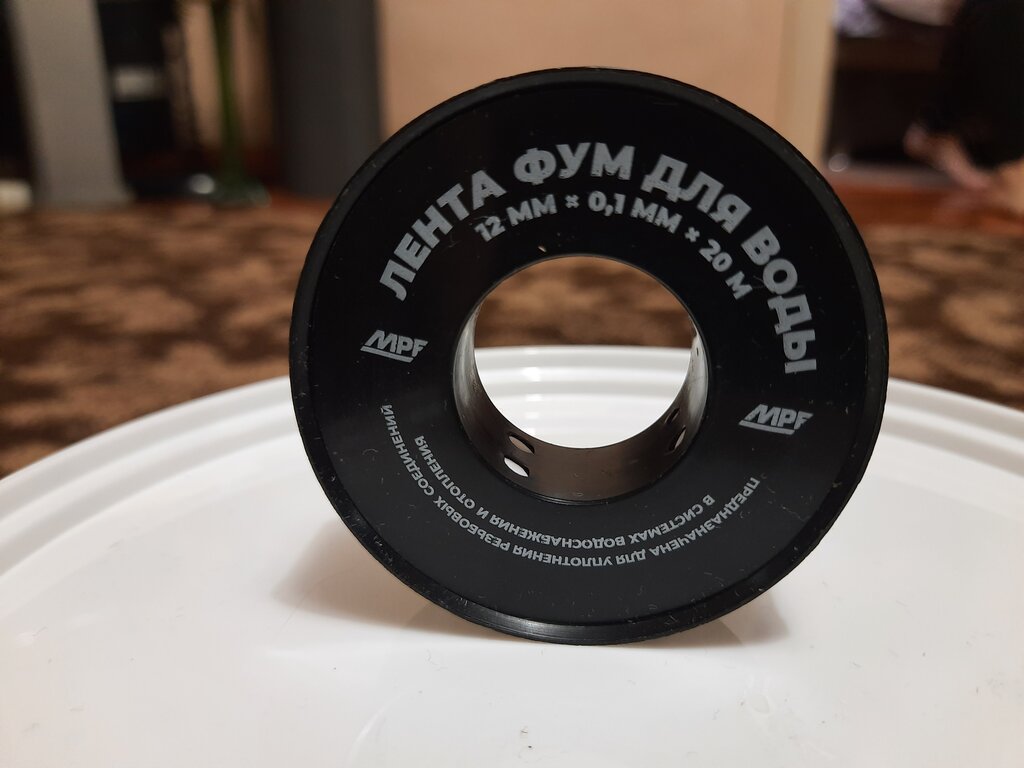 ЛЕНТА ФУМ ДЛЯ ВОДЫ
12 ММ × 0,1 ММ × 20 М
MPF
MPF
ПРЕДНАЗНАЧЕНА ДЛЯ УПЛОТНЕНИЯ РЕЗЬБОВЫХ СОЕДИНЕНИЙ
В СИСТЕМАХ ВОДОСНАБЖЕНИЯ И ОТОПЛЕНИЯ